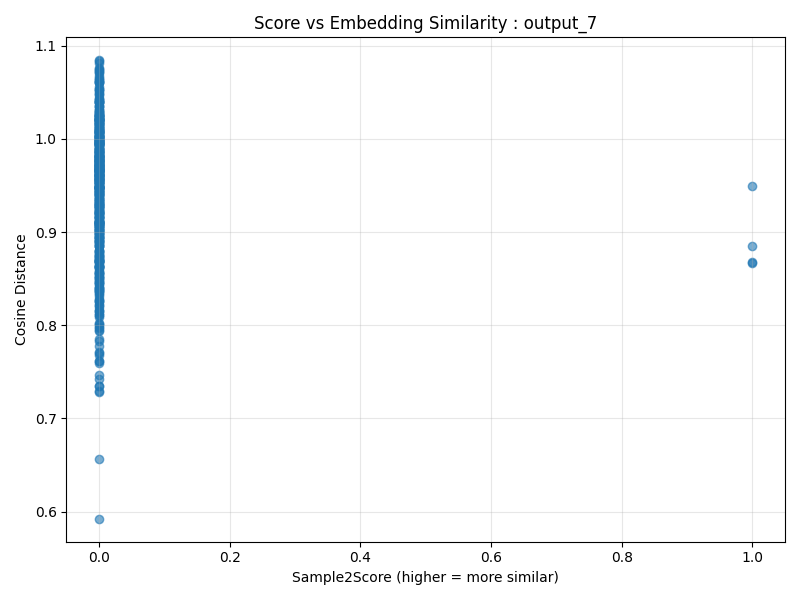 Score vs Embedding Similarity : output_7
1.1
1.0
0.9
0.8
0.7
0.6
Cosine Distance
0.0 0.2 0.4 0.6 0.8 1.0
Sample2Score (higher = more similar)